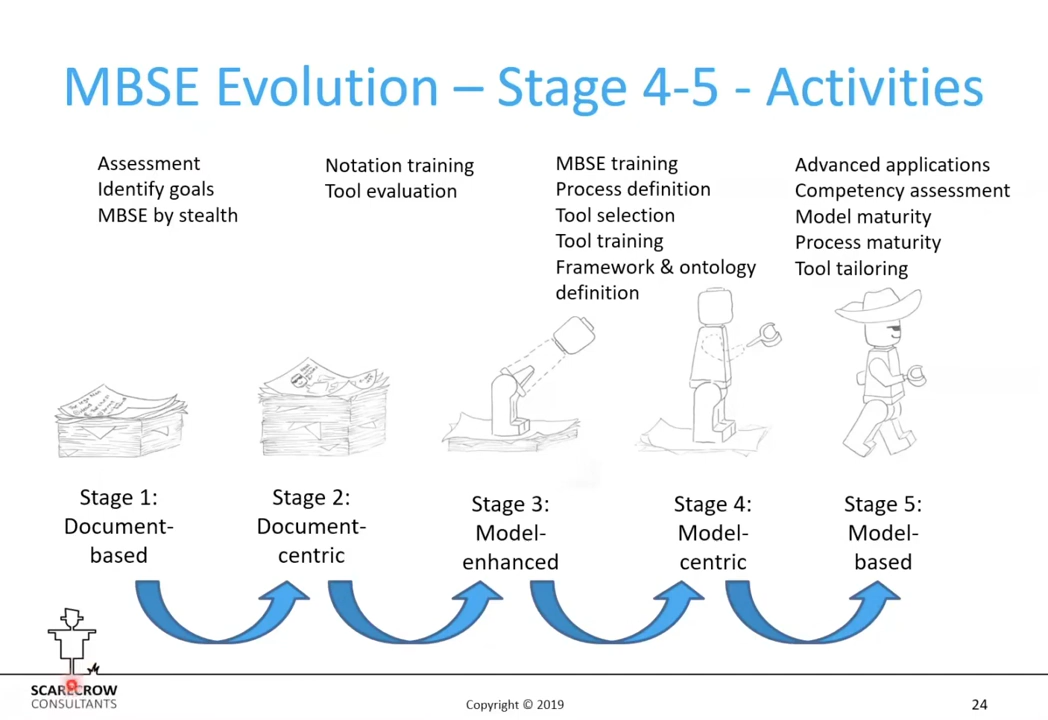 MBSE Evolution – Stage 4-5 - Activities
Assessment
Identify goals
MBSE by stealth
Notation training
Tool evaluation
MBSE training
Process definition
Tool selection
Tool training
Framework & ontology
definition
Advanced applications
Competency assessment
Model maturity
Process maturity
Tool tailoring
Stage 1:
Document-
based
Stage 2:
Document-
centric
Stage 3:
Model-
enhanced
Stage 4:
Model-
centric
Stage 5:
Model-
based
SCARECROW
CONSULTANTS
Copyright © 2019
24